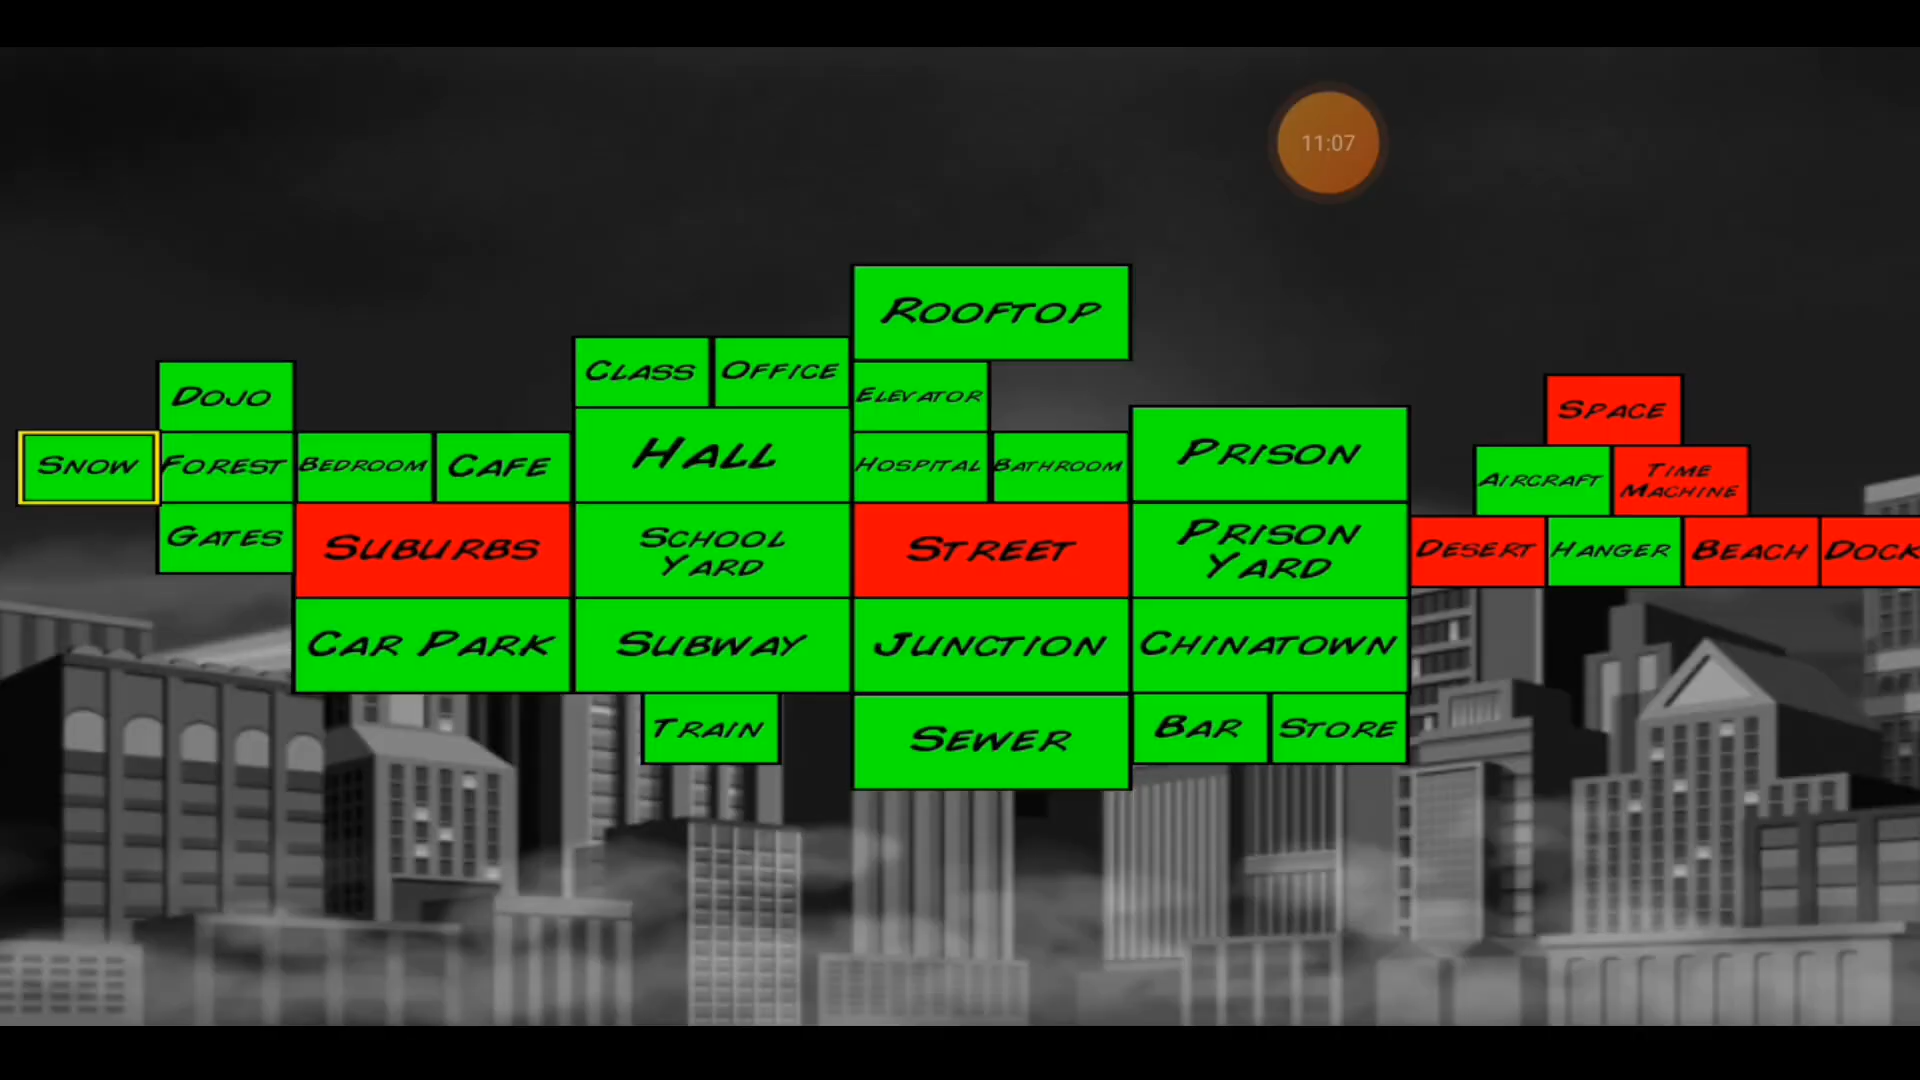 11:07
ROOFTOP
CLASS
OFFICE
DOJO
ELEVATOR
SPACE
SNOW
FOREST
BEDROOM
CAFE
HALL
HOSPITAL
BATHROOM
PRISON
AIRCRAFT
TIME
MACHINE
GATES
SUBURBS
SCHOOL
YARD
STREET
PRISON
YARD
DESERT
HANGER
BEACH
DOCK
CAR PARK
SUBWAY
JUNCTION
CHINATOWN
TRAIN
SEWER
BAR
STORE